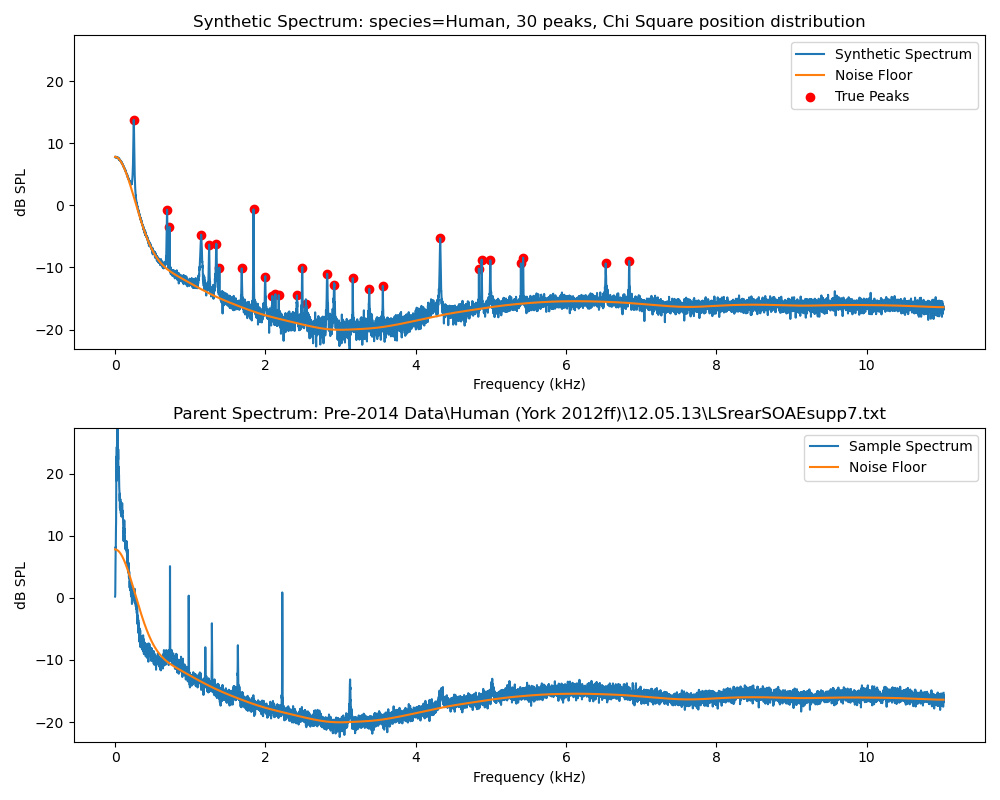 Synthetic Spectrum: species=Human, 30 peaks, Chi Square position distribution
20
10
0
−10
−20
dB SPL
Synthetic Spectrum
Noise Floor
True Peaks
0 2 4 6 8 10
Frequency (kHz)
Parent Spectrum: Pre-2014 Data\Human (York 2012ff)\12.05.13\LSrearSOAEsupp7.txt
20
10
0
−10
−20
dB SPL
Sample Spectrum
Noise Floor
0 2 4 6 8 10
Frequency (kHz)